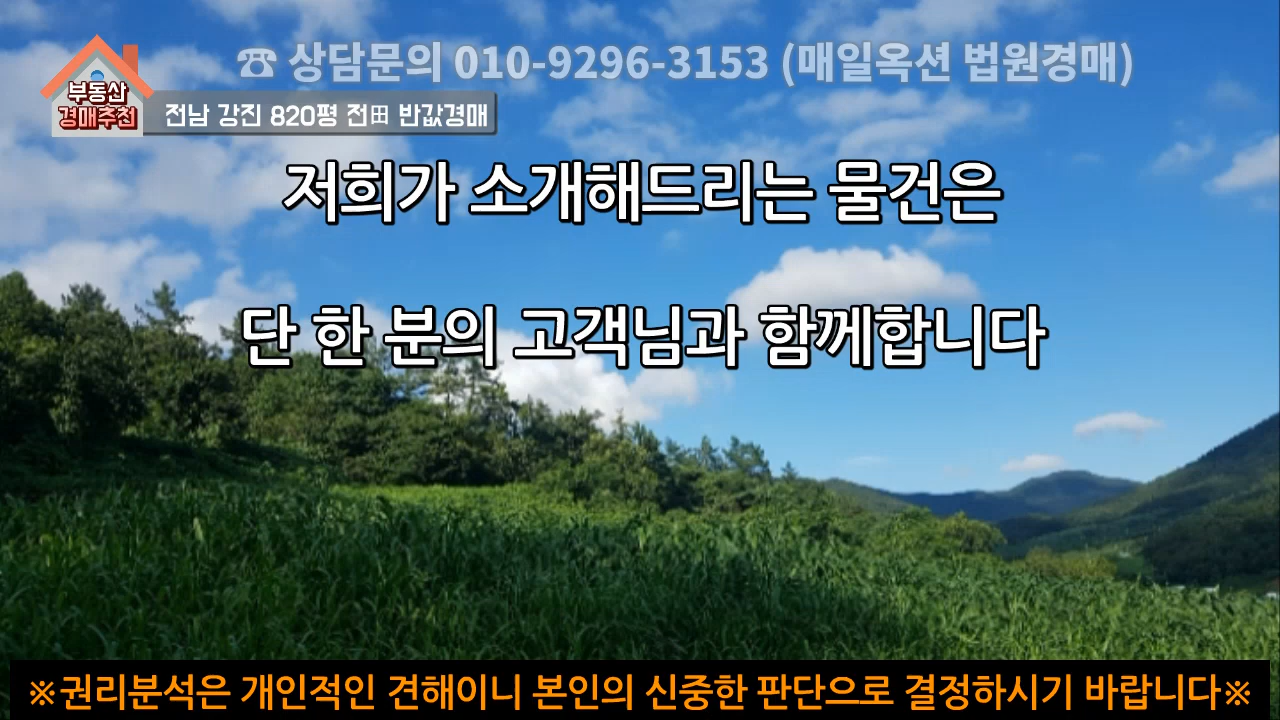 ☎ 상담문의 010-9296-3153 (매일옥션 법원경매)
부동산
경매추천
전남 강진 820평 전田 반값경매
저희가 소개해드리는 물건은
단 한 분의 고객님과 함께합니다
※권리분석은 개인적인 견해이니 본인의 신중한 판단으로 결정하시기 바랍니다※